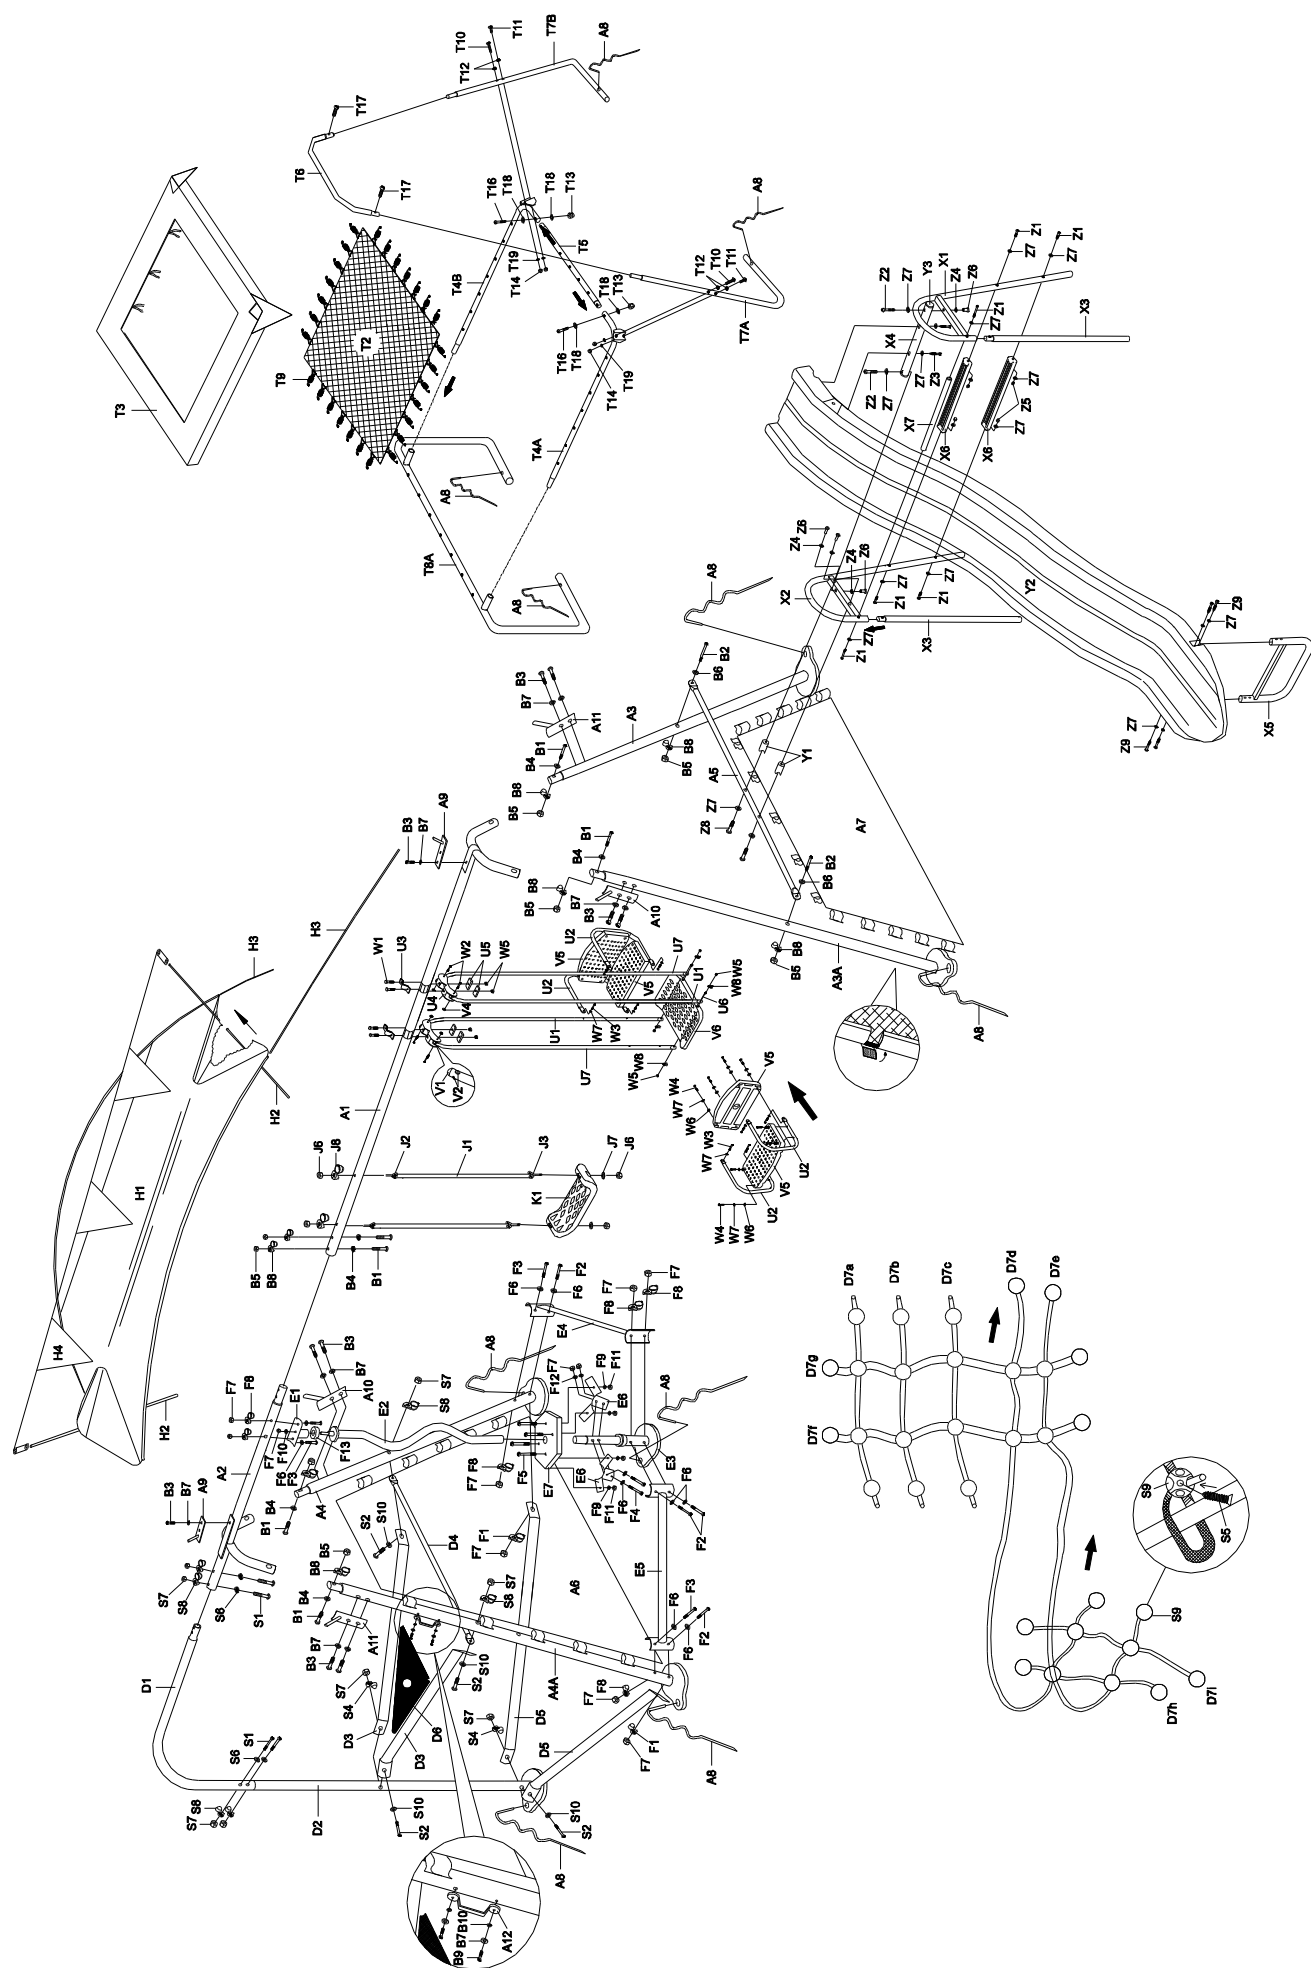 T11
T10
T12
T7B
A8
T17
T6
T17
T3
T16
T18
T18
T13
A8
T9
T2
T4B
T19
T14
T5
T12
T10
T11
T18
T13
T7A
T16
T18
T14
T19
T4A
A8
T8A
A8
Z1
Z7
Z1
Z7
X1
Z2
Z7
Y3
Z4
Z6
Z1
Z7
X3
X4
Z7
Z3
Z2
Z7
Z7
Z5
Z7
X7
X6
X6
Z6
Z4
Z4
Z6
Z7
Z7
Z1
Z1
X2
Z7
Z1
X3
Y2
A8
Z9
Z7
X5
Z7
Z9
B2
B6
B3
B7
A11
A3
B1
B4
B8
B5
B8
B5
A5
Y1
Z7
Z8
A7
B3
B7
A9
B1
B4
B2
B6
B8
B5
B7
B3
A10
B8
B5
A3A
A8
H3
H3
W1
U3
W2
U5
W5
U2
V5
U2
U7
V5
U1
W5
W8
U4
V4
W7
W3
U6
V6
U1
U7
W8
W5
V1
V2
H2
A1
H1
H4
H2
J6
J8
J2
J1
J3
J7
J6
K1
V5
W4
W7
W6
W3
W7
U2
V5
U2
W4
W7
W6
B5
B8
B4
B1
F3
F2
F6
F6
F7
F7
F8
F8
E4
A8
B3
B7
A10
S7
S8
E2
F7
F8
E1
F7
F10
F6
F3
F13
F7
F12
F9
F11
E6
A8
A2
B3
B7
A9
B4
B1
A4
F8
F7
F5
E7
E6
F9
F11
F6
F4
E3
F6
F2
S7
S8
S6
S1
S10
S2
D4
F1
F7
B5
B8
B4
B1
S7
S8
A6
E5
F6
F3
F6
F2
B7
B3
A11
S10
S2
A4A
F8
F7
D1
S7
S4
D3
D6
D3
S7
S4
D5
D5
F1
F7
A8
S1
S6
S8
S7
D2
S10
S2
S10
S2
A8
B10
B7
B9
A12
D7a
D7b
D7c
D7d
D7e
D7g
D7f
S9
S5
S9
D7h
D7i